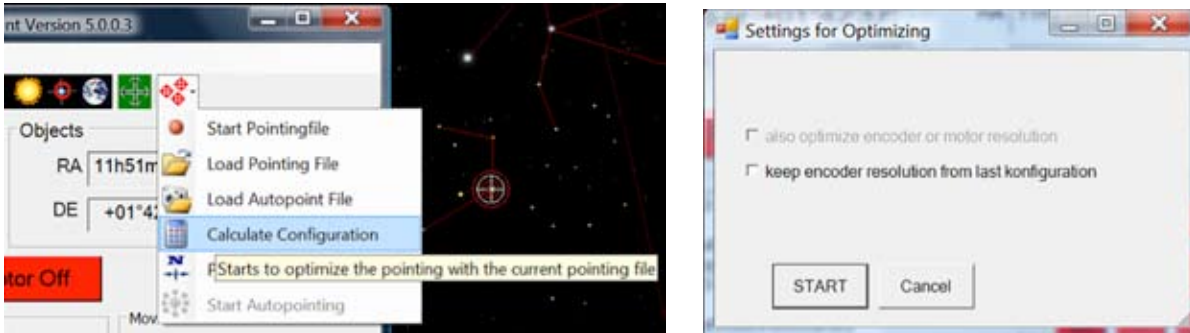 nt Version 5.0.0.3
Objects
RA 11h51m
DE +01°42
tor Off
Mov
Start Pointingfile
Load Pointing File
Load Autopoint File
Calculate Configuration
Starts to optimize the pointing with the current pointing file
Start Autopointing
Settings for Optimizing
also optimize encoder or motor resolution
keep encoder resolution from last konfiguration
START Cancel